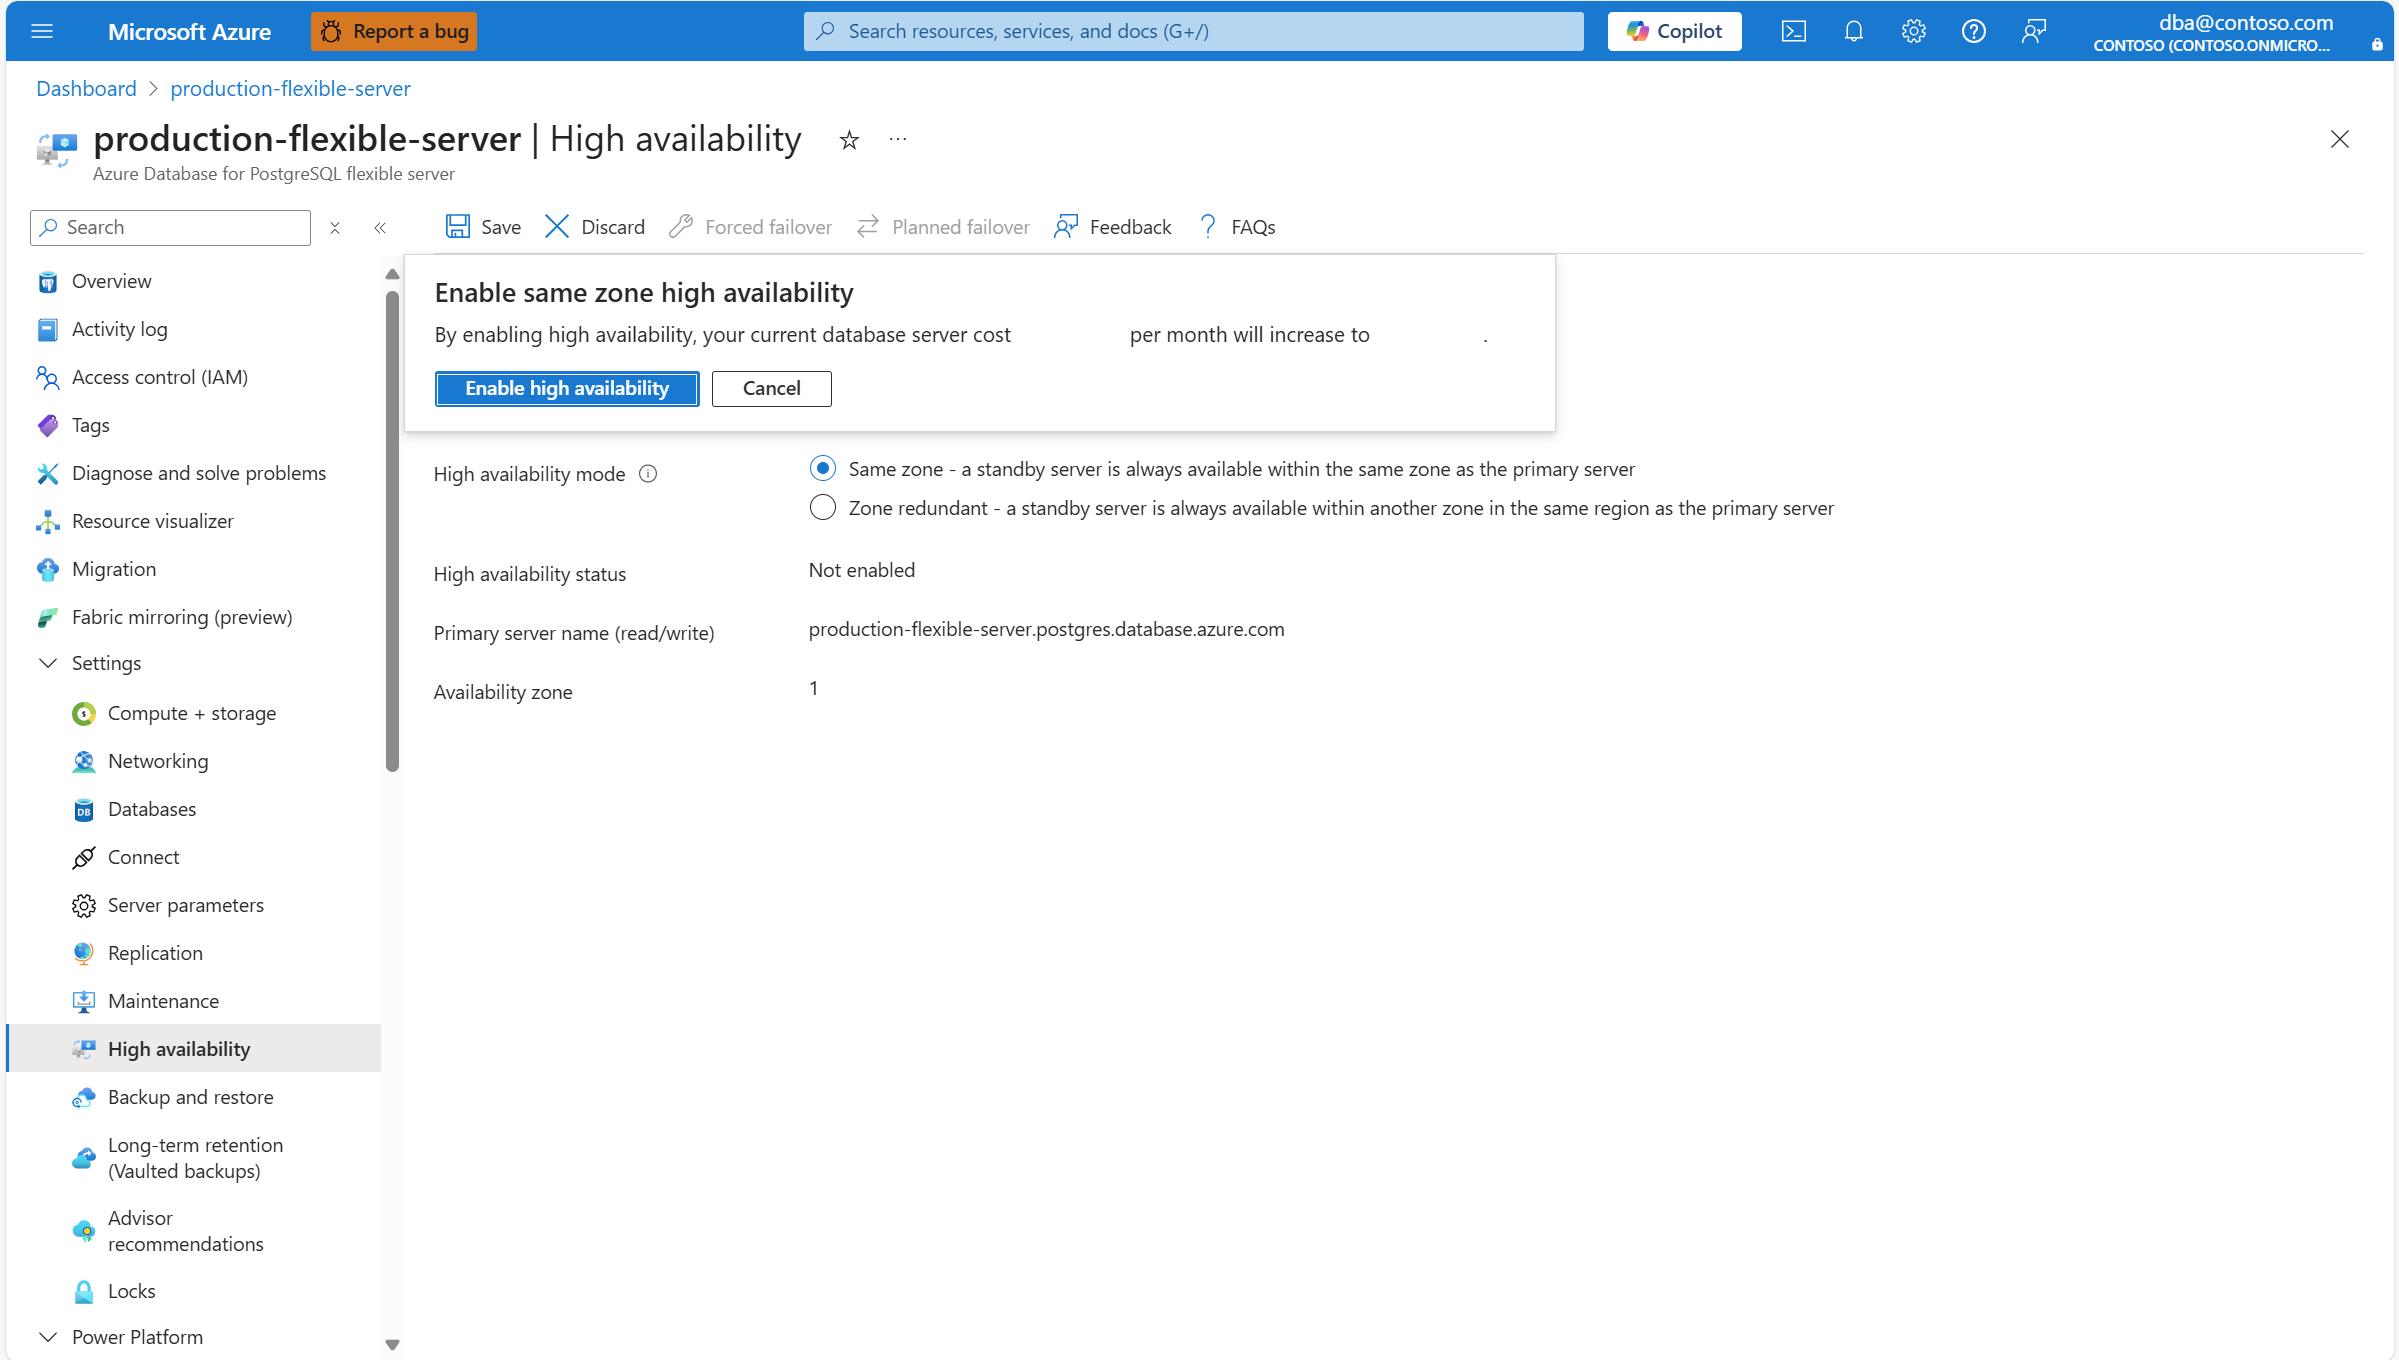 Microsoft Azure
Report a bug
Search resources, services, and docs (G+/)
Copilot
dba@contoso.com
CONTOSO (CONTOSO.ONMICRO...
Dashboard > production-flexible-server
production-flexible-server | High availability
Azure Database for PostgreSQL flexible server
Search
Save
Discard
Forced failover
Planned failover
Feedback
FAQs
Overview
Activity log
Access control (IAM)
Tags
Diagnose and solve problems
Resource visualizer
Migration
Fabric mirroring (preview)
Settings
Compute + storage
Networking
Databases
Connect
Server parameters
Replication
Maintenance
High availability
Backup and restore
Long-term retention
(Vaulted backups)
Advisor
recommendations
Locks
Power Platform
Enable same zone high availability
By enabling high availability, your current database server cost per month will increase to .
Enable high availability
Cancel
High availability mode
Same zone - a standby server is always available within the same zone as the primary server
Zone redundant - a standby server is always available within another zone in the same region as the primary server
High availability status
Not enabled
Primary server name (read/write)
production-flexible-server.postgres.database.azure.com
Availability zone
1